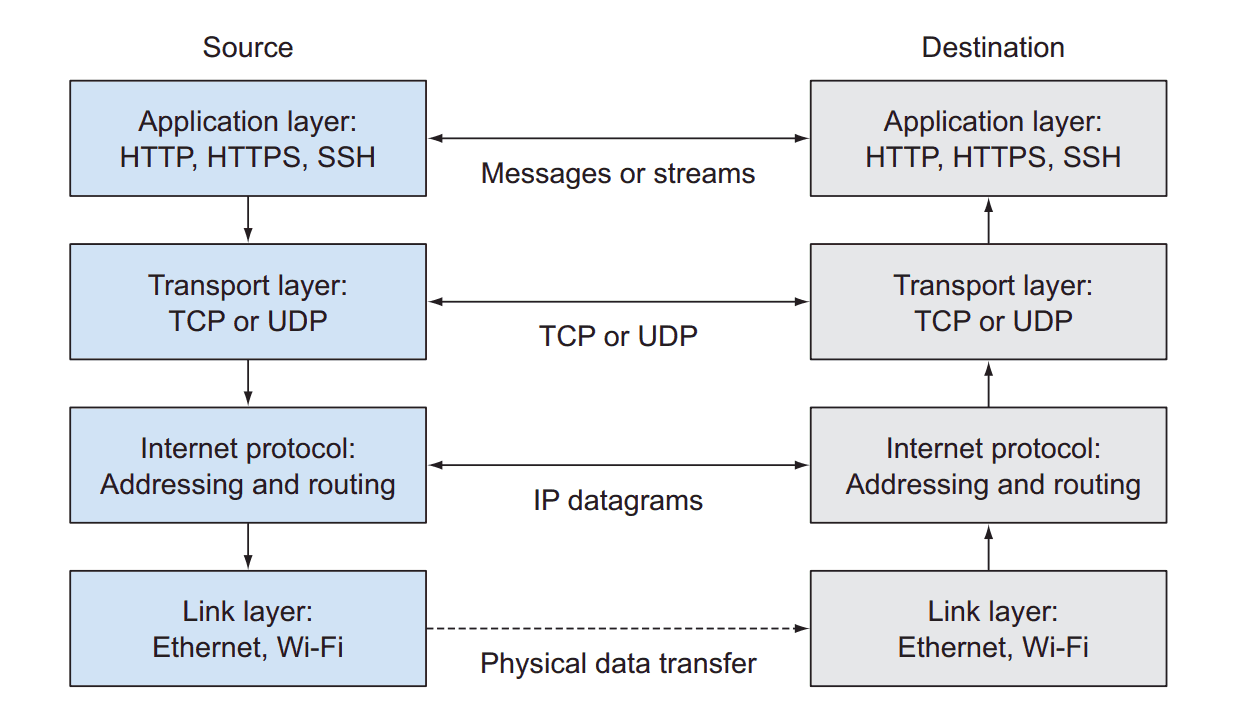 Source
Destination
Application layer:
HTTP, HTTPS, SSH
Messages or streams
Application layer:
HTTP, HTTPS, SSH
Transport layer:
TCP or UDP
TCP or UDP
Transport layer:
TCP or UDP
Internet protocol:
Addressing and routing
IP datagrams
Internet protocol:
Addressing and routing
Link layer:
Ethernet, Wi-Fi
Physical data transfer
Link layer:
Ethernet, Wi-Fi